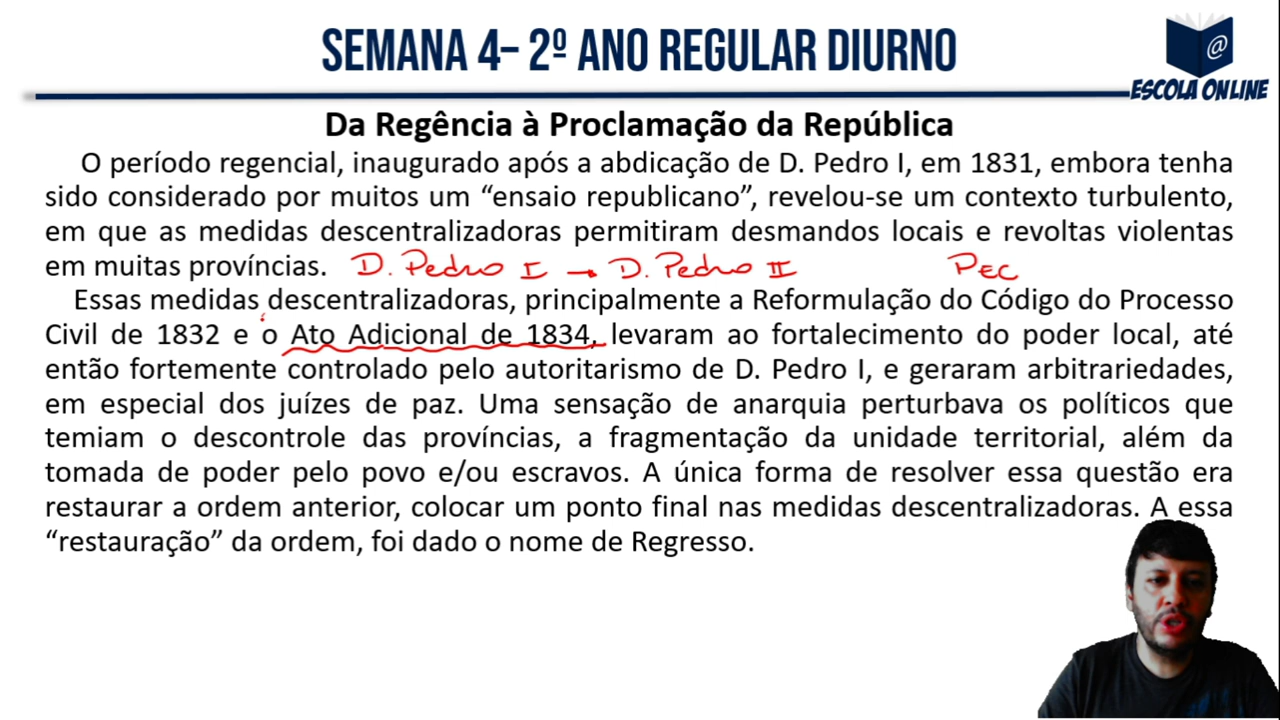 SEMANA 4– 2º ANO REGULAR DIURNO
@
ESCOLA ONLINE
Da Regência à Proclamação da República
O período regencial, inaugurado após a abdicação de D. Pedro I, em 1831, embora tenha
sido considerado por muitos um “ensaio republicano”, revelou-se um contexto turbulento,
em que as medidas descentralizadoras permitiram desmandos locais e revoltas violentas
em muitas províncias. D. Pedro I → D. Pedro II PEC
Essas medidas descentralizadoras, principalmente a Reformulação do Código do Processo
Civil de 1832 e o Ato Adicional de 1834, levaram ao fortalecimento do poder local, até
então fortemente controlado pelo autoritarismo de D. Pedro I, e geraram arbitrariedades,
em especial dos juízes de paz. Uma sensação de anarquia perturbava os políticos que
temiam o descontrole das províncias, a fragmentação da unidade territorial, além da
tomada de poder pelo povo e/ou escravos. A única forma de resolver essa questão era
restaurar a ordem anterior, colocar um ponto final nas medidas descentralizadoras. A essa
“restauração” da ordem, foi dado o nome de Regresso.